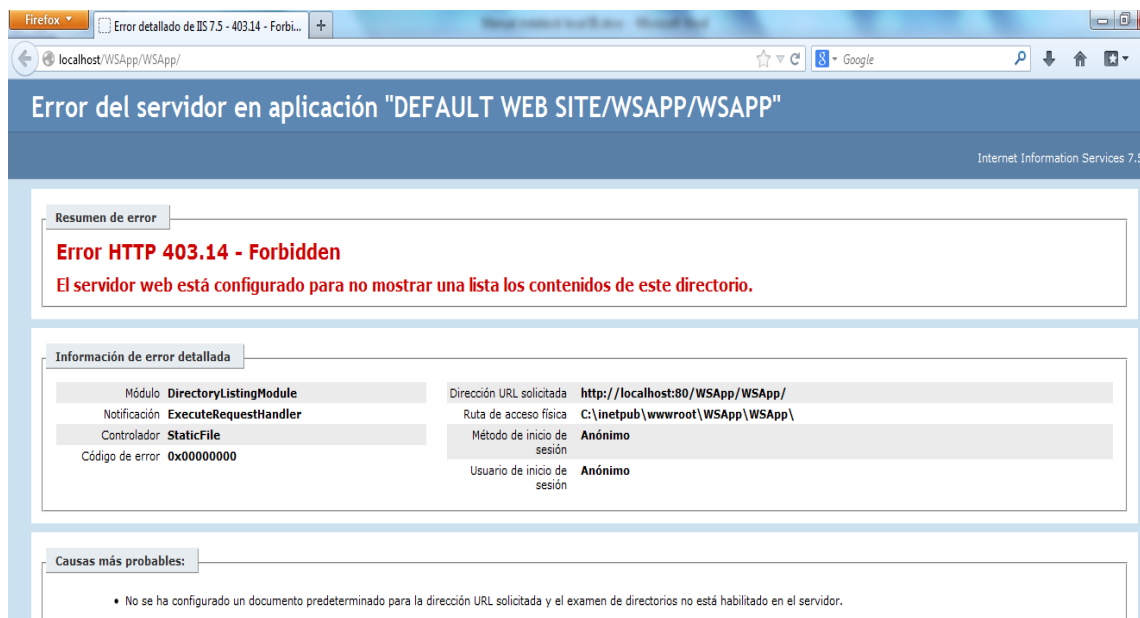 Firefox
Error detallado de IIS 7.5 - 403.14 - Forbi...
localhost/WSApp/WSApp/
Google
Error del servidor en aplicación "DEFAULT WEB SITE/WSAPP/WSAPP"
Internet Information Services 7.5
Resumen de error
Error HTTP 403.14 - Forbidden
El servidor web está configurado para no mostrar una lista los contenidos de este directorio.
Información de error detallada
Módulo DirectoryListingModule
Notificación ExecuteRequestHandler
Controlador StaticFile
Código de error 0x00000000
Dirección URL solicitada http://localhost:80/WSApp/WSApp/
Ruta de acceso física C:\inetpub\wwwroot\WSApp\WSApp\
Método de inicio de Anónimo
sesión
Usuario de inicio de Anónimo
sesión
Causas más probables:
• No se ha configurado un documento predeterminado para la dirección URL solicitada y el examen de directorios no está habilitado en el servidor.